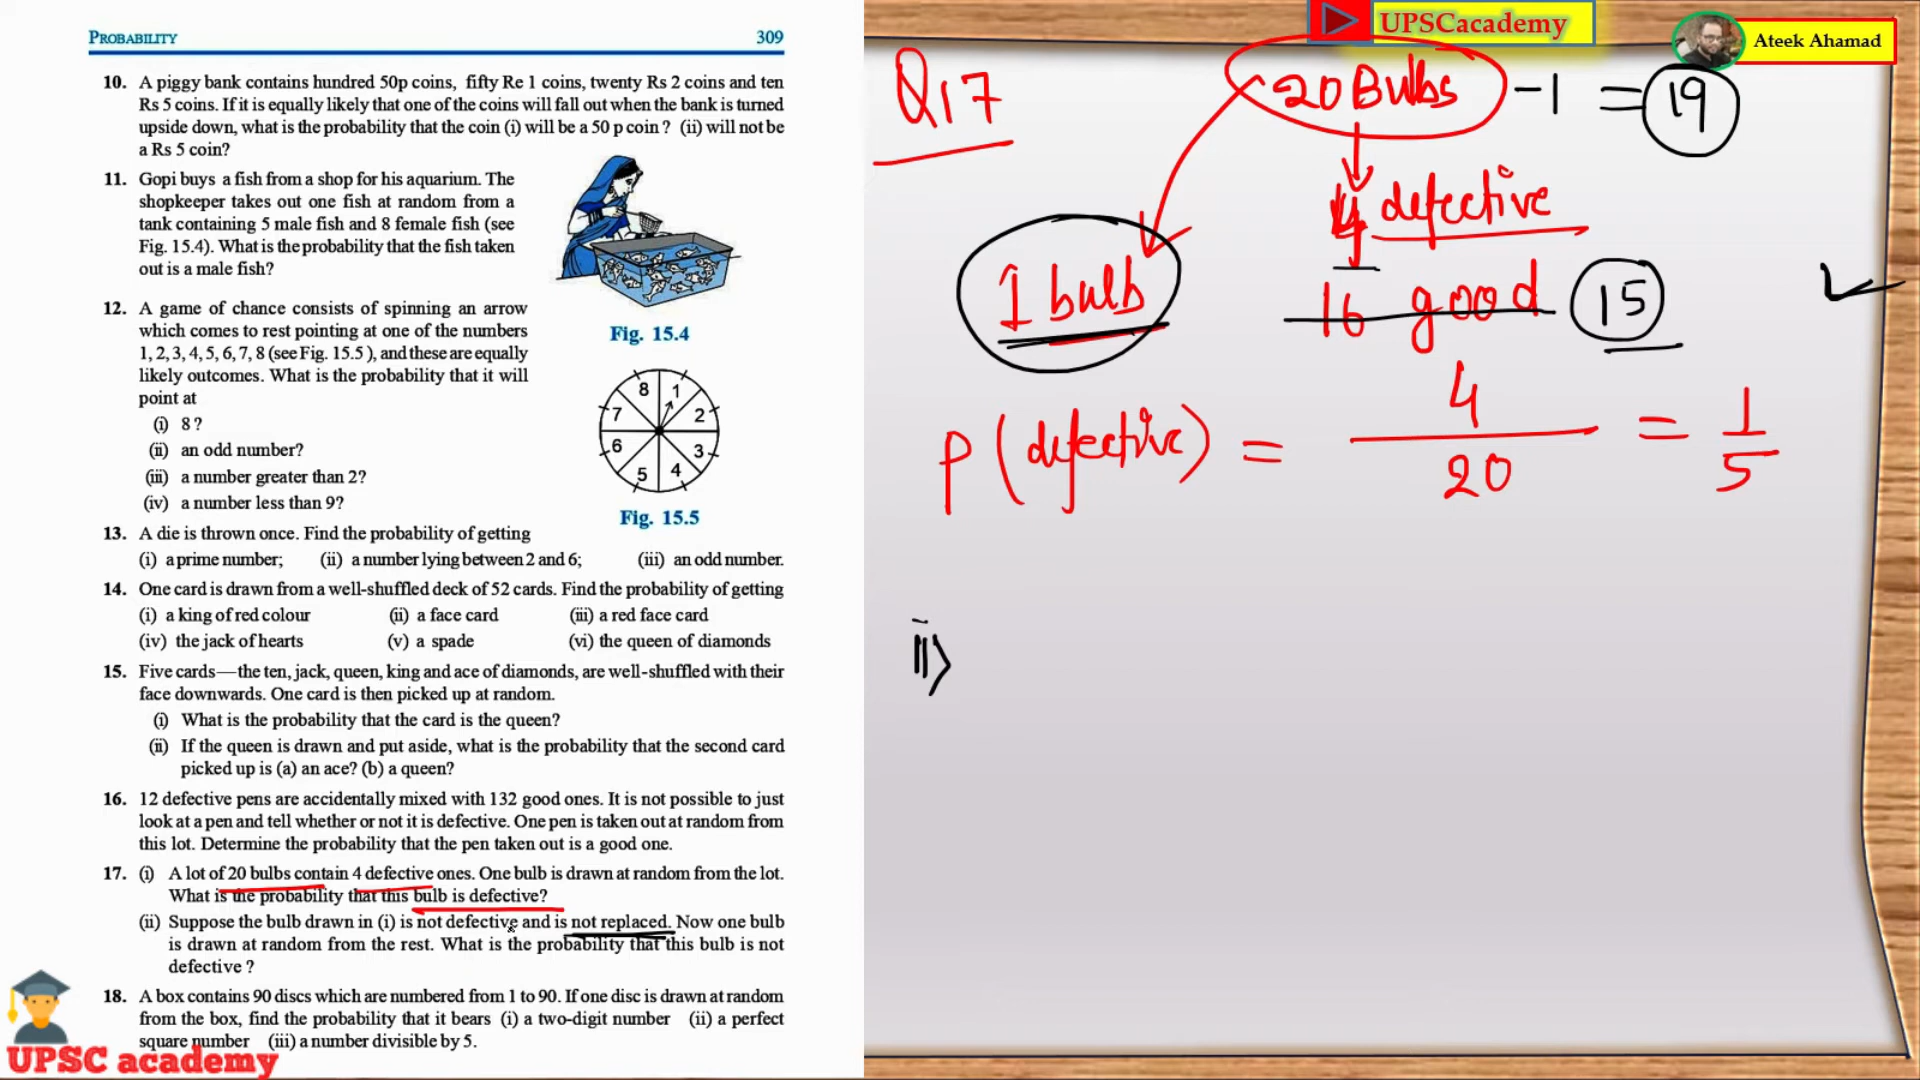 PROBABILITY 309
10. A piggy bank contains hundred 50p coins, fifty Re 1 coins, twenty Rs 2 coins and ten
Rs 5 coins. If it is equally likely that one of the coins will fall out when the bank is turned
upside down, what is the probability that the coin (i) will be a 50 p coin ? (ii) will not be
a Rs 5 coin?
11. Gopi buys a fish from a shop for his aquarium. The
shopkeeper takes out one fish at random from a
tank containing 5 male fish and 8 female fish (see
Fig. 15.4). What is the probability that the fish taken
out is a male fish?
Fig. 15.4
12. A game of chance consists of spinning an arrow
which comes to rest pointing at one of the numbers
1, 2, 3, 4, 5, 6, 7, 8 (see Fig. 15.5 ), and these are equally
likely outcomes. What is the probability that it will
point at
(i) 8 ?
(ii) an odd number?
(iii) a number greater than 2?
(iv) a number less than 9?
8 1
7 2
6 3
5 4
Fig. 15.5
13. A die is thrown once. Find the probability of getting
(i) a prime number; (ii) a number lying between 2 and 6; (iii) an odd number.
14. One card is drawn from a well-shuffled deck of 52 cards. Find the probability of getting
(i) a king of red colour (ii) a face card (iii) a red face card
(iv) the jack of hearts (v) a spade (vi) the queen of diamonds
15. Five cards—the ten, jack, queen, king and ace of diamonds, are well-shuffled with their
face downwards. One card is then picked up at random.
(i) What is the probability that the card is the queen?
(ii) If the queen is drawn and put aside, what is the probability that the second card
picked up is (a) an ace? (b) a queen?
16. 12 defective pens are accidentally mixed with 132 good ones. It is not possible to just
look at a pen and tell whether or not it is defective. One pen is taken out at random from
this lot. Determine the probability that the pen taken out is a good one.
17. (i) A lot of 20 bulbs contain 4 defective ones. One bulb is drawn at random from the lot.
What is the probability that this bulb is defective?
(ii) Suppose the bulb drawn in (i) is not defective and is not replaced. Now one bulb
is drawn at random from the rest. What is the probability that this bulb is not
defective ?
18. A box contains 90 discs which are numbered from 1 to 90. If one disc is drawn at random
from the box, find the probability that it bears (i) a two-digit number (ii) a perfect
square number (iii) a number divisible by 5.
UPSC academy
UPSCacademy
Ateek Ahamad
Q17
20 Bulbs - 1 = 19
4 defective
1 bulb
16 good 15
P (defective) = 4/20 = 1/5
ii)